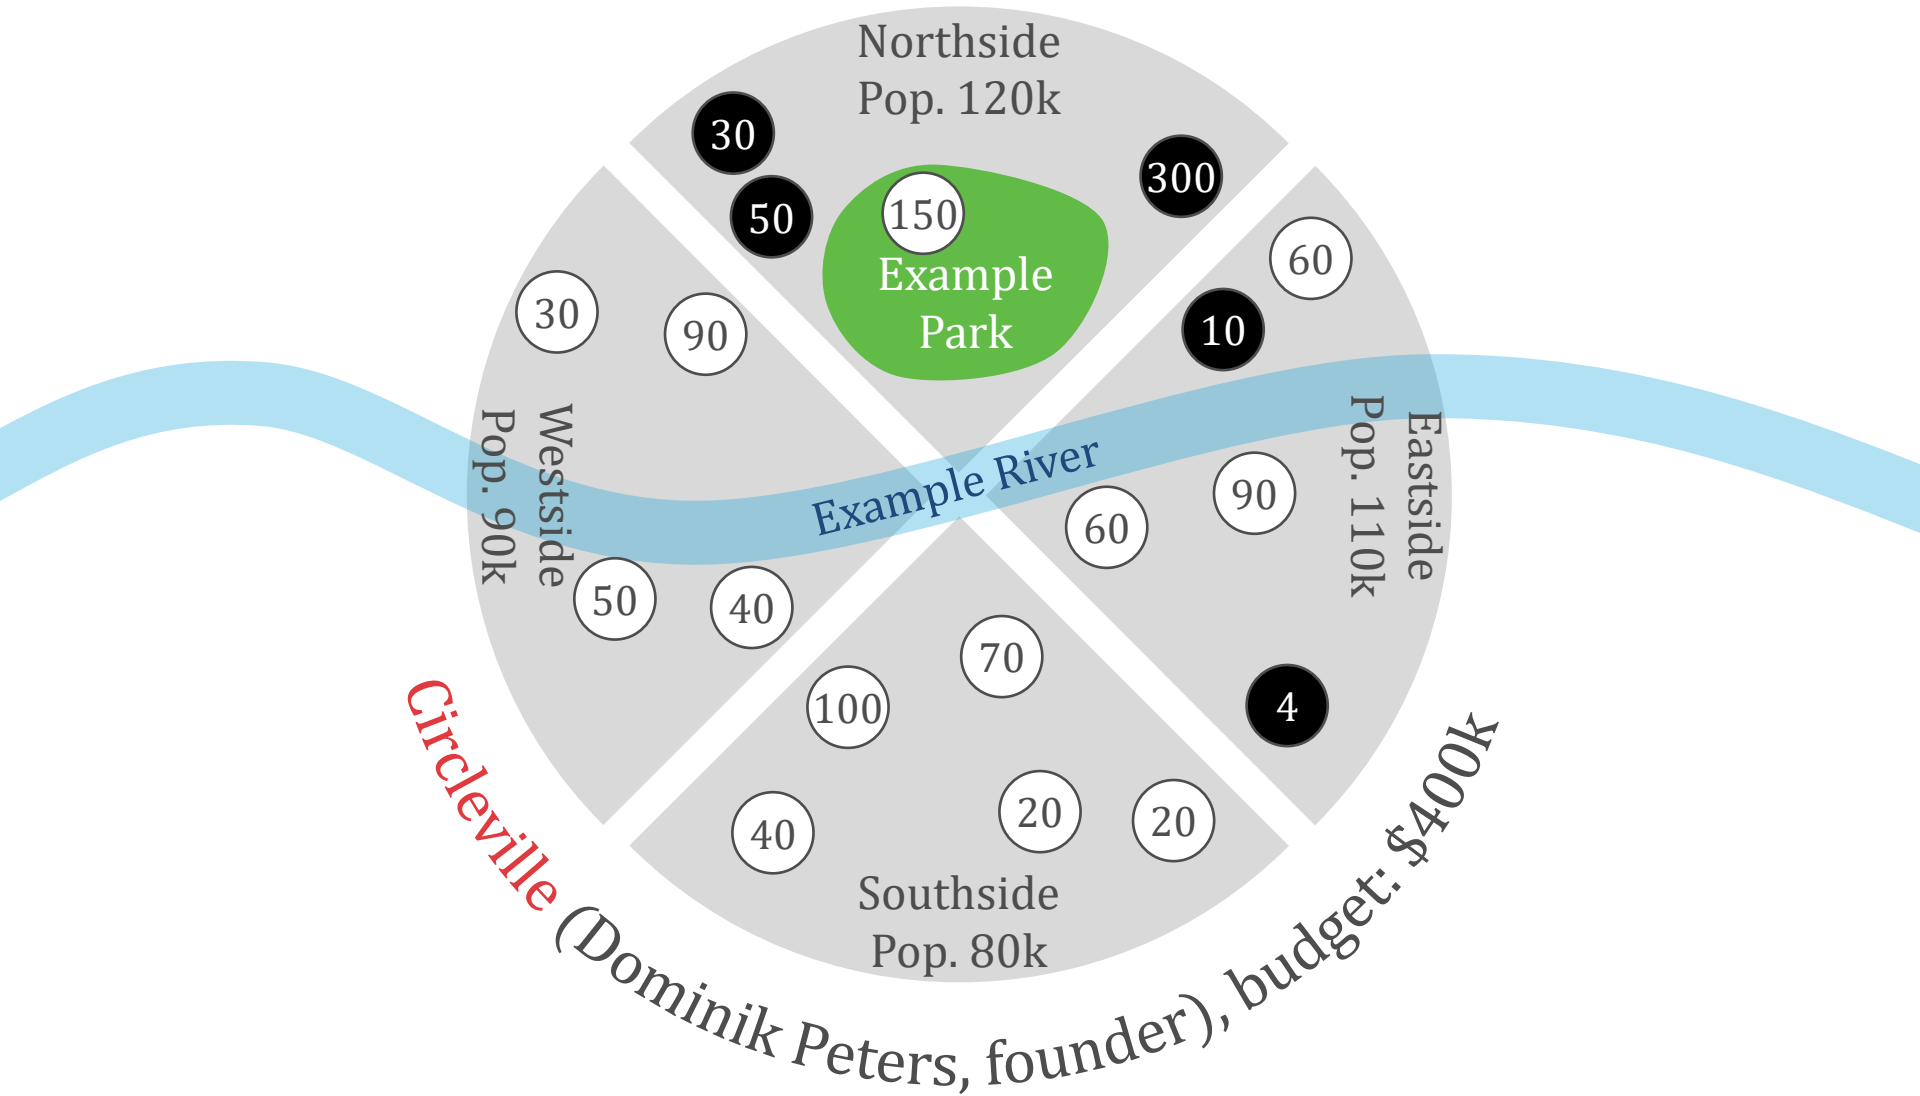 Northside
Pop. 120k
30
50
150
300
Example
Park
60
10
30
90
Westside
Pop. 90k
Example River
Eastside
Pop. 110k
60
90
50
40
4
70
100
40
20
20
Southside
Pop. 80k
Circleville (Dominik Peters, founder), budget: $400k